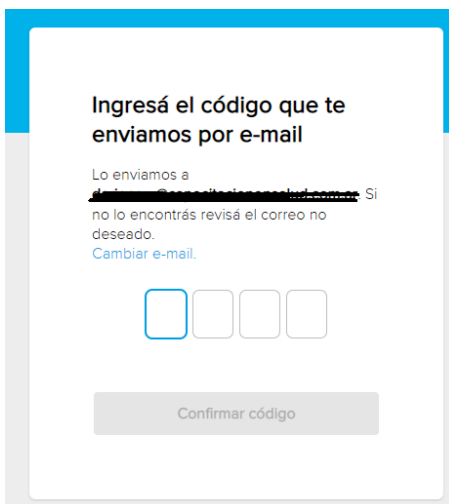 Ingresá el código que te
enviamos por e-mail
Lo enviamos a
Si
no lo encontrás revisá el correo no
deseado.
Cambiar e-mail.
Confirmar código